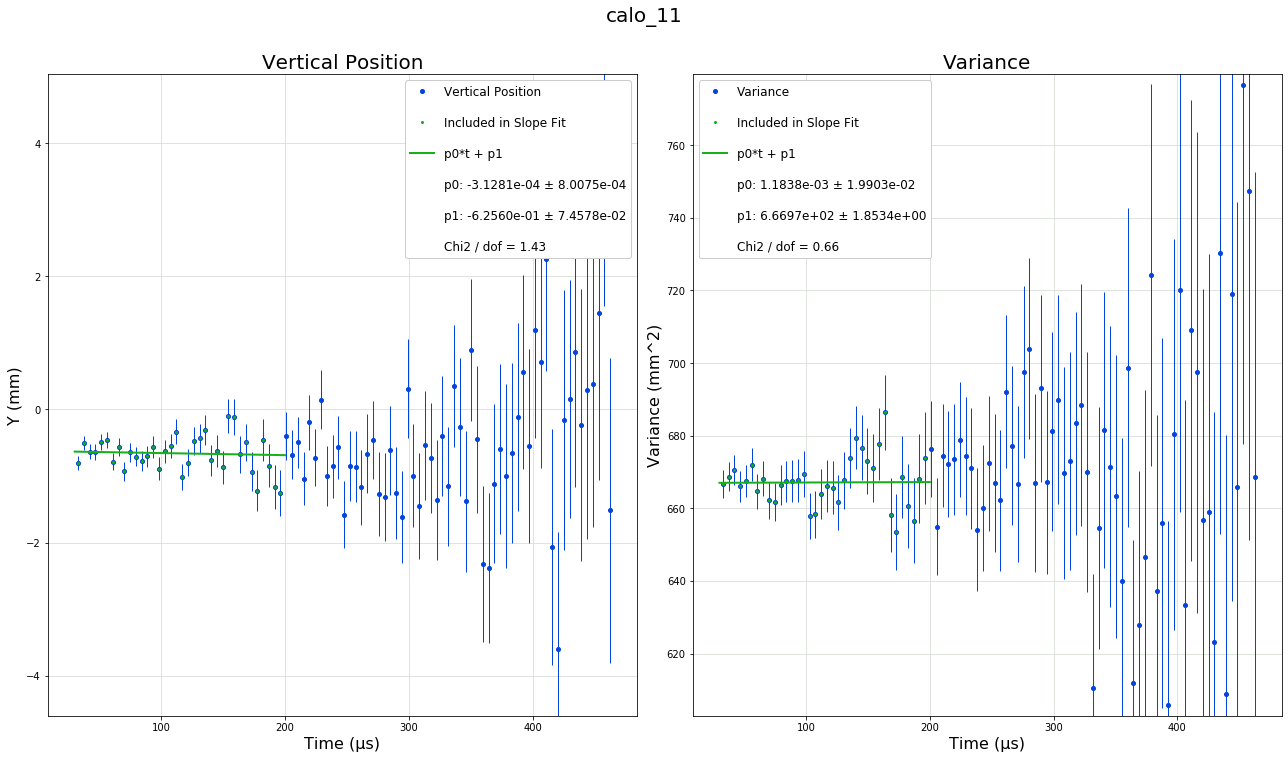 calo_11
Vertical Position
Vertical Position
Included in Slope Fit
p0*t + p1
p0: -3.1281e-04 ± 8.0075e-04
p1: -6.2560e-01 ± 7.4578e-02
Chi2 / dof = 1.43
4
2
0
−2
−4
Y (mm)
100 200 300 400
Time (μs)
Variance
Variance
Included in Slope Fit
p0*t + p1
p0: 1.1838e-03 ± 1.9903e-02
p1: 6.6697e+02 ± 1.8534e+00
Chi2 / dof = 0.66
760
740
720
700
680
660
640
620
Variance (mm^2)
100 200 300 400
Time (μs)